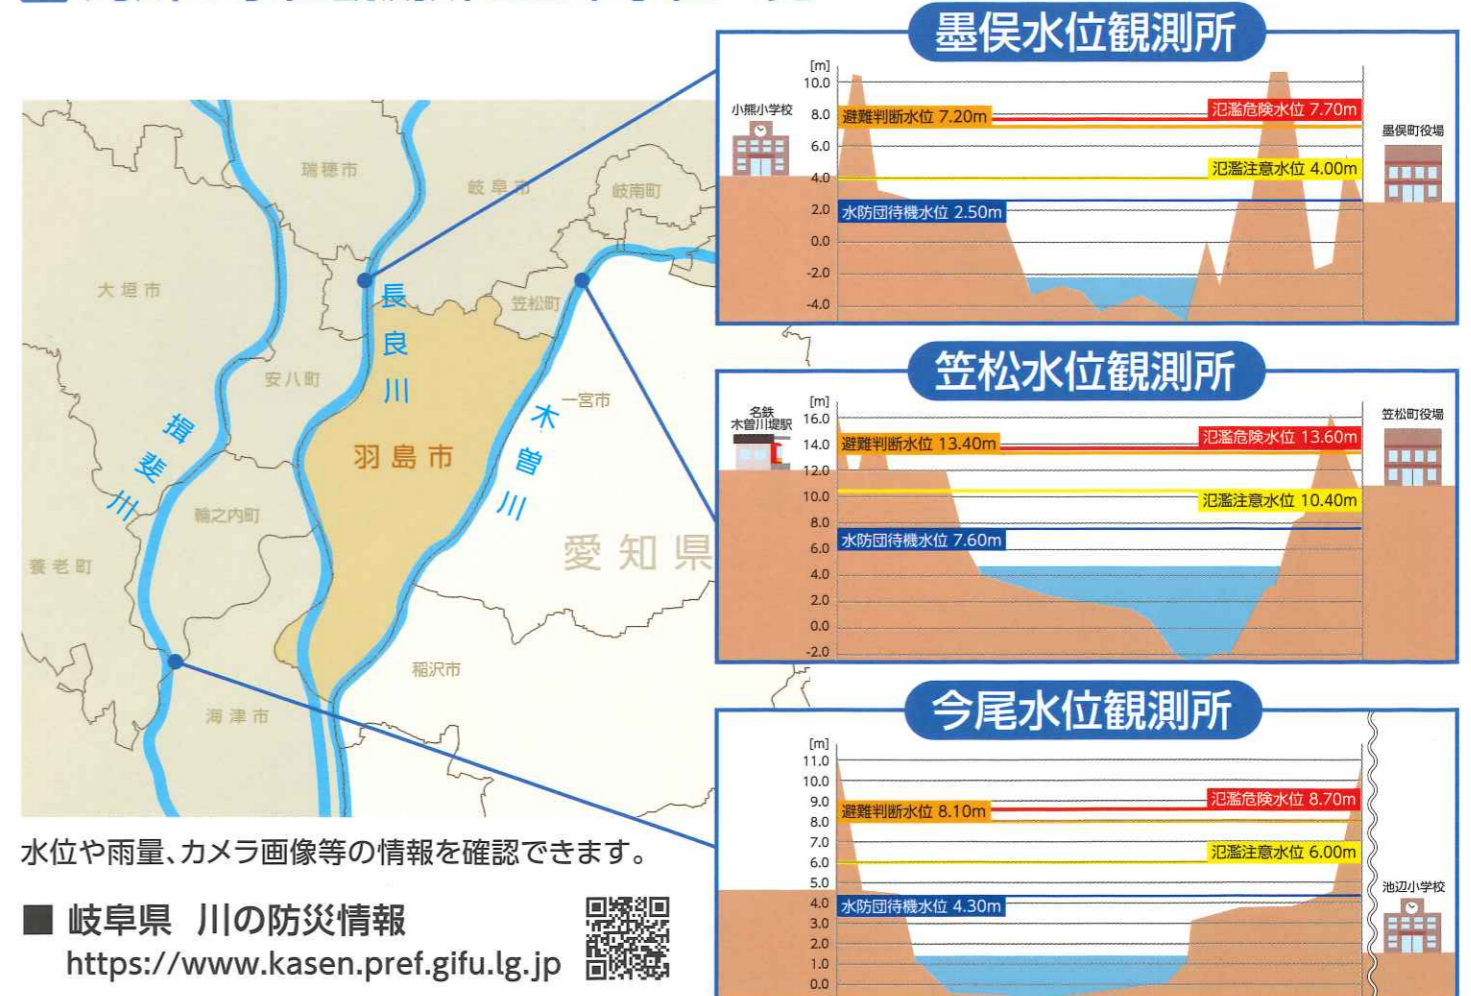 墨俣水位観測所
[m]
10.0
8.0
6.0
4.0
2.0
0.0
-2.0
-4.0
小熊小学校
避難判断水位 7.20m
氾濫危険水位 7.70m
墨俣町役場
氾濫注意水位 4.00m
水防団待機水位 2.50m
瑞穂市
岐阜市
岐南町
大垣市
笠松町
長良川
安八町
一宮市
木曽川
揖斐川
羽島市
輪之内町
養老町
愛知県
稲沢市
海津市
笠松水位観測所
[m]
16.0
14.0
12.0
10.0
8.0
6.0
4.0
2.0
0.0
-2.0
名鉄
木曽川堤駅
避難判断水位 13.40m
氾濫危険水位 13.60m
笠松町役場
氾濫注意水位 10.40m
水防団待機水位 7.60m
今尾水位観測所
[m]
11.0
10.0
9.0
8.0
7.0
6.0
5.0
4.0
3.0
2.0
1.0
0.0
避難判断水位 8.10m
氾濫危険水位 8.70m
氾濫注意水位 6.00m
水防団待機水位 4.30m
池辺小学校
水位や雨量、カメラ画像等の情報を確認できます。
■ 岐阜県 川の防災情報
https://www.kasen.pref.gifu.lg.jp